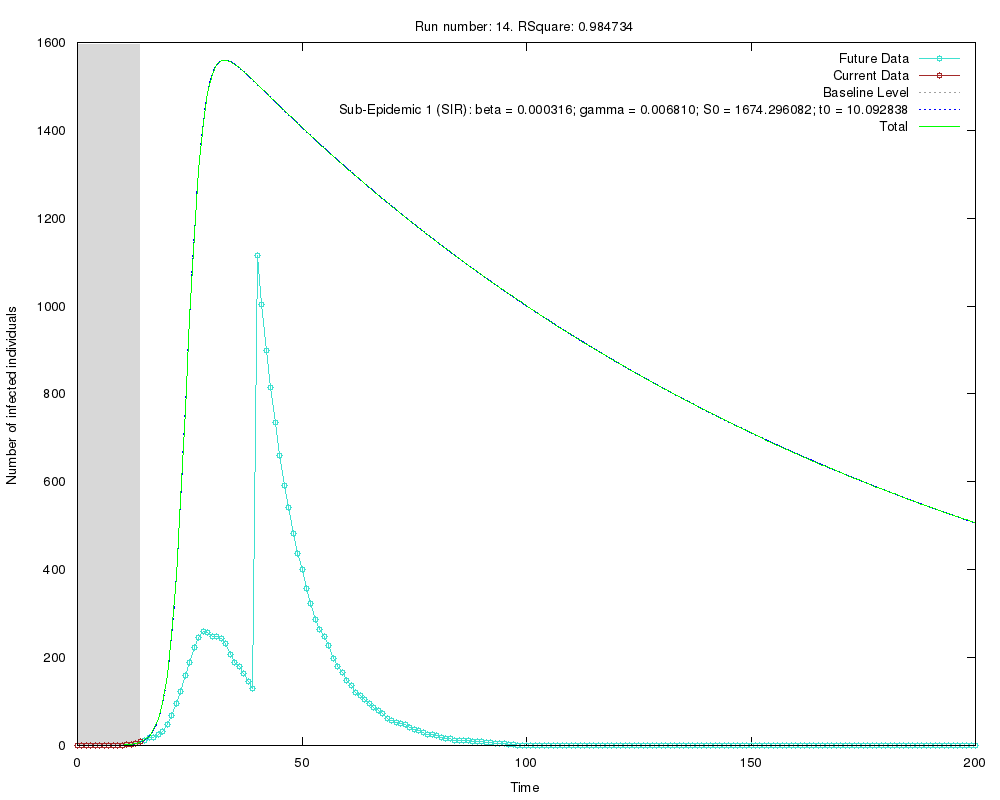 Run number: 14. RSquare: 0.984734
1600
1400
1200
1000
800
600
400
200
0
Number of infected individuals
Future Data
Current Data
Baseline Level
Sub-Epidemic 1 (SIR): beta = 0.000316; gamma = 0.006810; S0 = 1674.296082; t0 = 10.092838
Total
0 50 100 150 200
Time